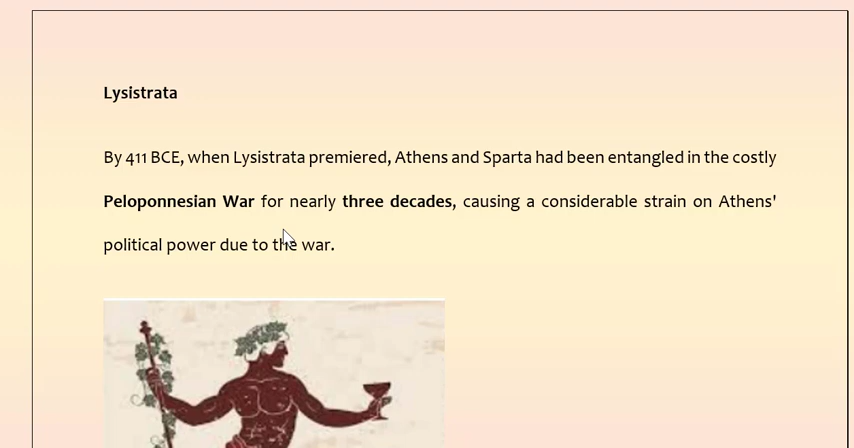 Lysistrata
By 411 BCE, when Lysistrata premiered, Athens and Sparta had been entangled in the costly
Peloponnesian War for nearly three decades, causing a considerable strain on Athens'
political power due to the war.